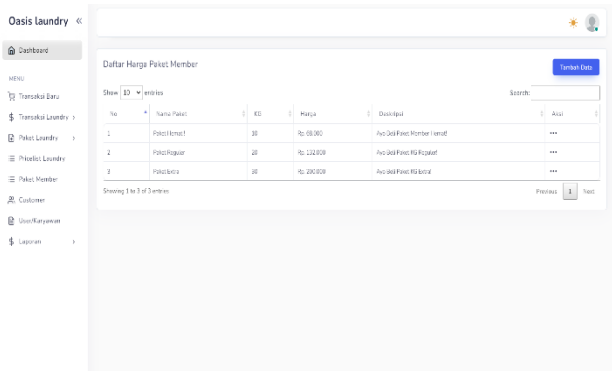 Oasis laundry «
Dashboard
MENU
Transaksi Baru
Transaksi Laundry
Paket Laundry
Pricelist Laundry
Paket Member
Customer
User/Karyawan
Laporan
Daftar Harga Paket Member
Tambah Data
Show 10 entries
Search:
No Nama Paket KG Harga Deskripsi Aksi
1 Paket Hemat! 10 Rp. 68.000 Ayo Beli Paket Member Hemat! •••
2 Paket Reguler 20 Rp. 132.000 Ayo Beli Paket KG Reguler! •••
3 Paket Extra 30 Rp. 200.000 Ayo Beli Paket KG Extra! •••
Showing 1 to 3 of 3 entries
Previous 1 Next